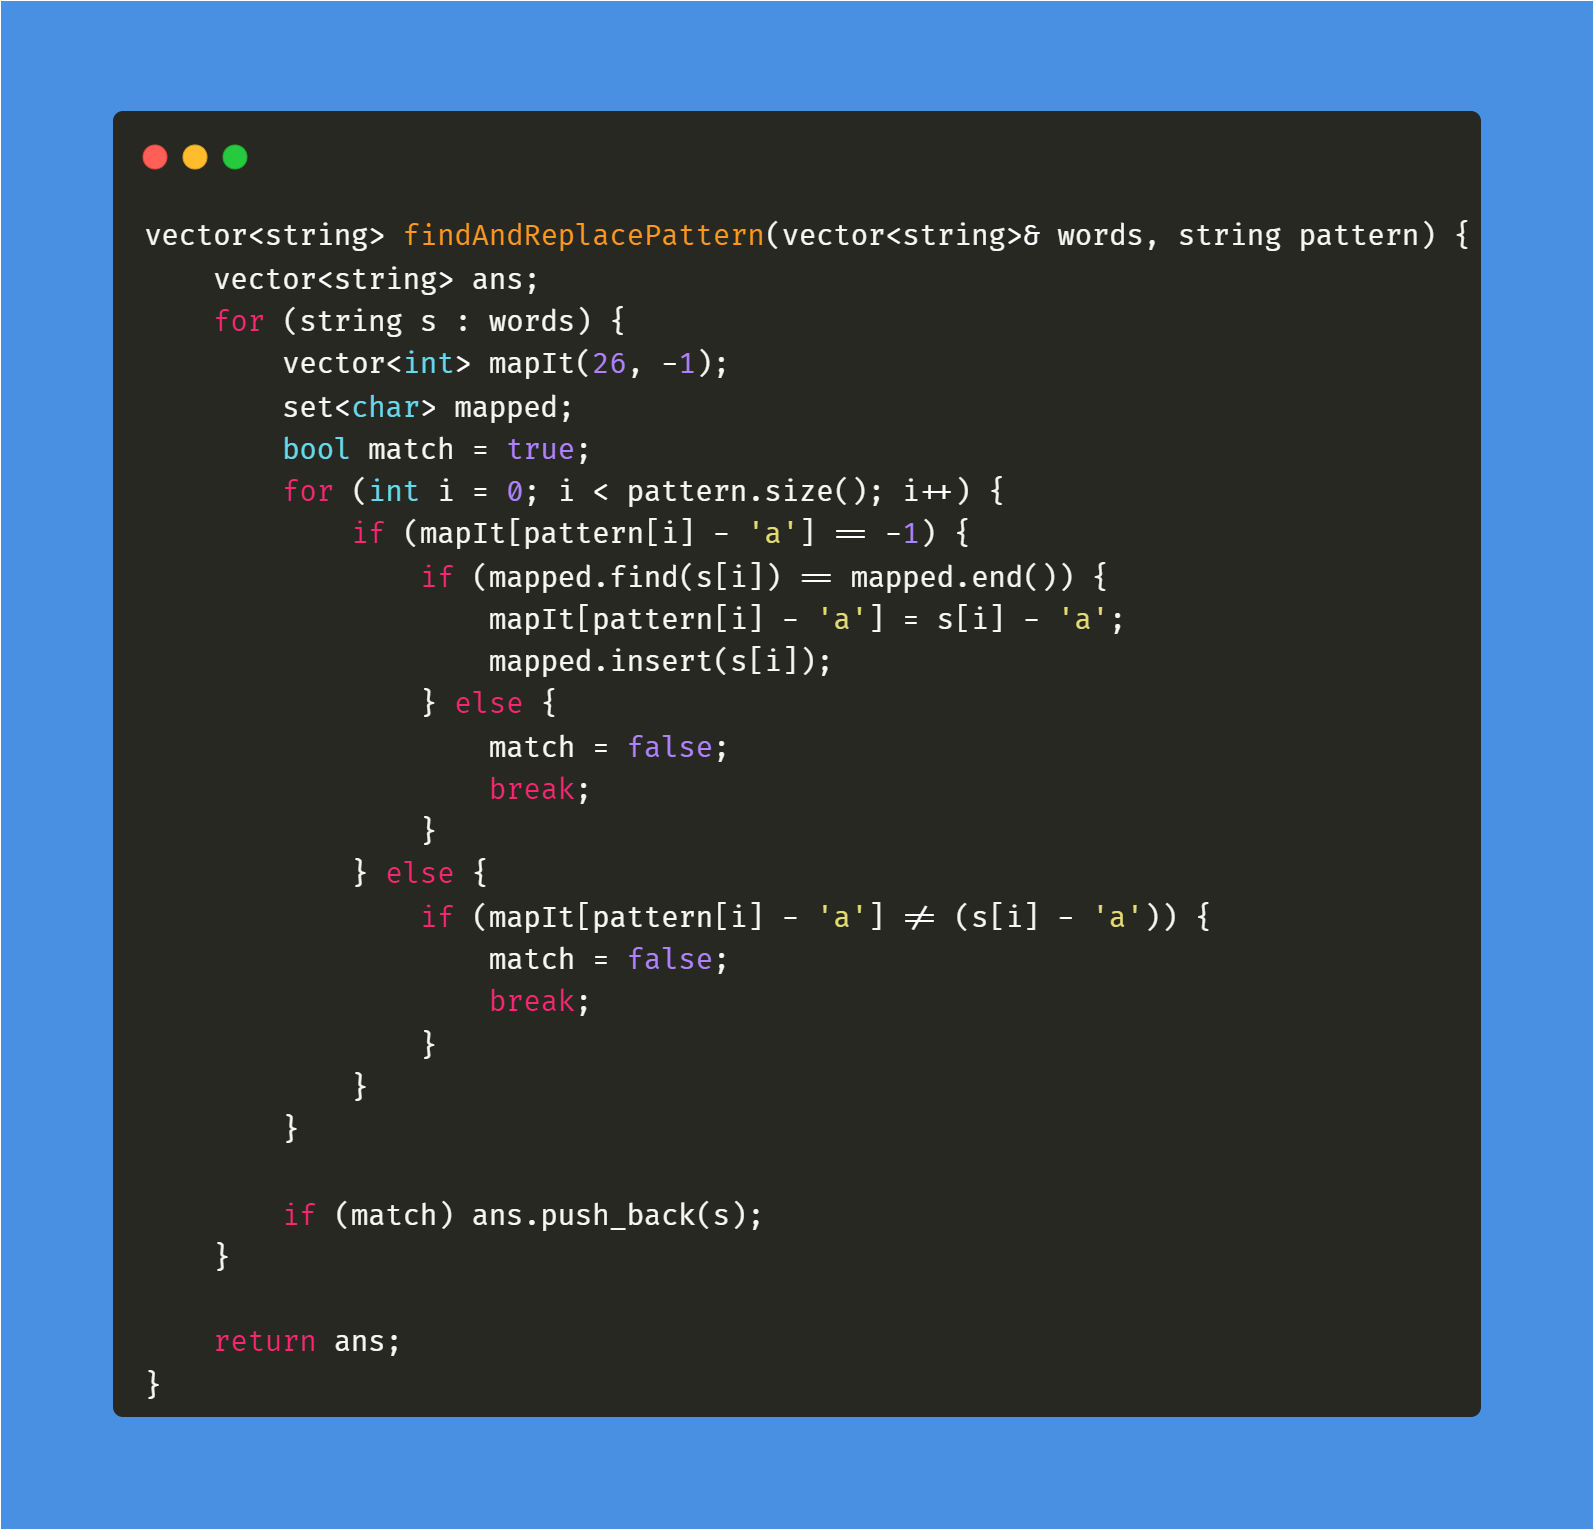 vector<string> findAndReplacePattern(vector<string>& words, string pattern) {
    vector<string> ans;
    for (string s : words) {
        vector<int> mapIt(26, -1);
        set<char> mapped;
        bool match = true;
        for (int i = 0; i < pattern.size(); i++) {
            if (mapIt[pattern[i] - 'a'] == -1) {
                if (mapped.find(s[i]) == mapped.end()) {
                    mapIt[pattern[i] - 'a'] = s[i] - 'a';
                    mapped.insert(s[i]);
                } else {
                    match = false;
                    break;
                }
            } else {
                if (mapIt[pattern[i] - 'a'] != (s[i] - 'a')) {
                    match = false;
                    break;
                }
            }
        }

        if (match) ans.push_back(s);
    }

    return ans;
}